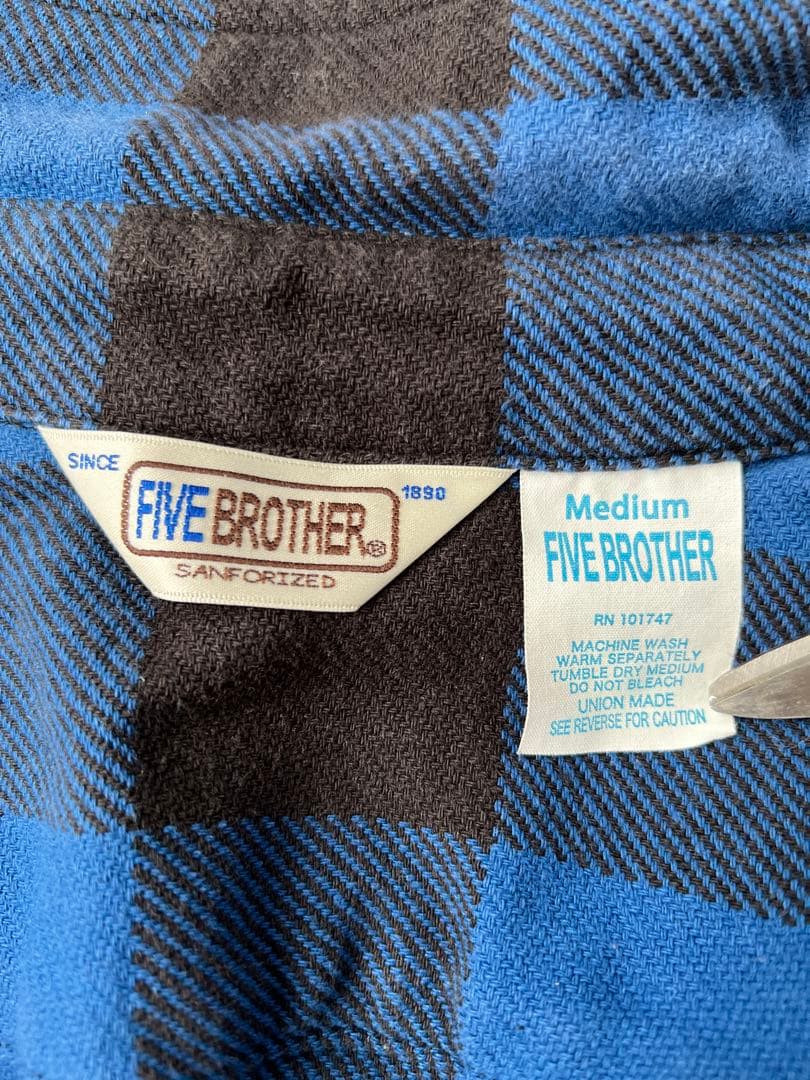 SINCE
FIVE BROTHER®
1890
SANFORIZED
Medium
FIVE BROTHER
RN 101747
MACHINE WASH
WARM SEPARATELY
TUMBLE DRY MEDIUM
DO NOT BLEACH
UNION MADE
SEE REVERSE FOR CAUTION